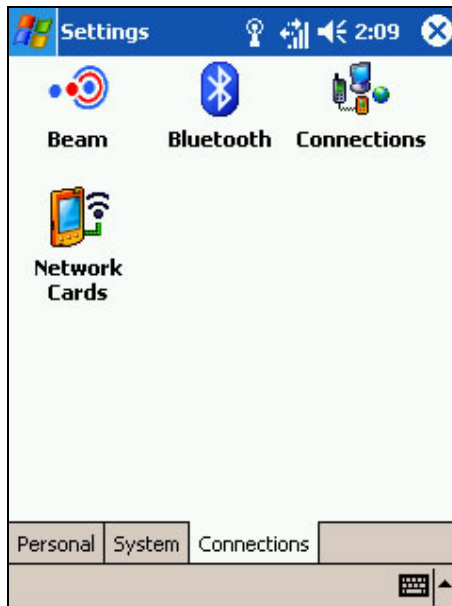 Settings 2:09
Beam Bluetooth Connections
Network
Cards
Personal System Connections